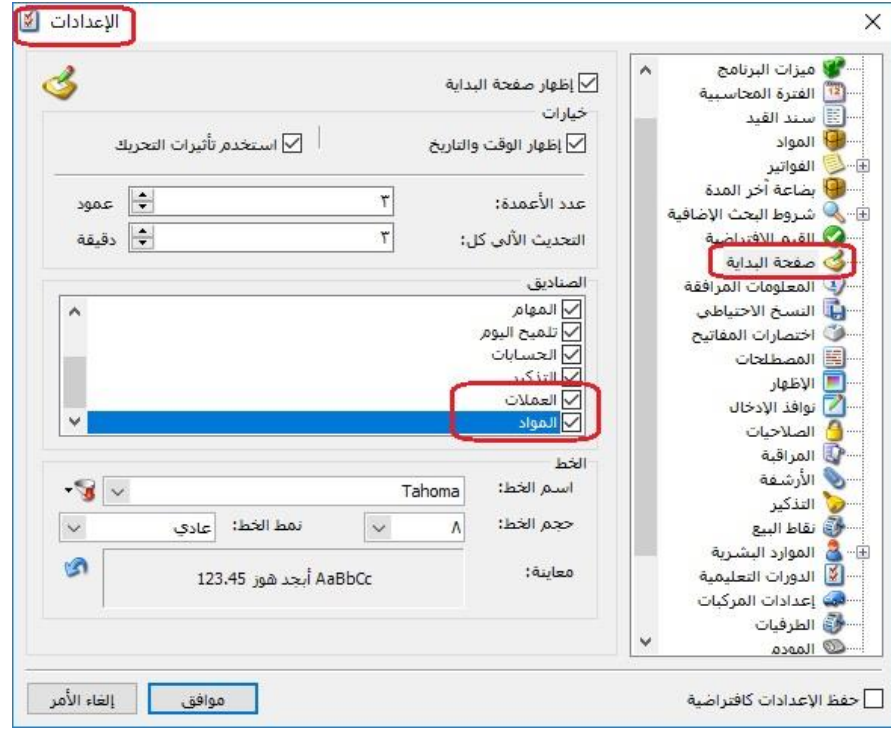 الإعدادات
ميزات البرنامج
الفترة المحاسبية
سند القيد
المواد
الفواتير
بضاعة آخر المدة
شروط البحث الإضافية
القيم الافتراضية
صفحة البداية
المعلومات المرافقة
النسخ الاحتياطي
اختصارات المفاتيح
المصطلحات
الإظهار
نوافذ الإدخال
الصلاحيات
المراقبة
الأرشفة
التذكير
نقاط البيع
الموارد البشرية
الدورات التعليمية
إعدادات المركبات
الطرفيات
المودم
إظهار صفحة البداية
خيارات
إظهار الوقت والتاريخ
استخدم تأثيرات التحريك
عدد الأعمدة: ٣ عمود
التحديث الآلي كل: ٣ دقيقة
الصناديق
المهام
تلميح اليوم
الحسابات
التذكير
العملات
المواد
الخط
اسم الخط: Tahoma
حجم الخط: ٨ نمط الخط: عادي
معاينة: AaBbCc أبجد هوز 123.45
حفظ الإعدادات كافتراضية
موافق
إلغاء الأمر